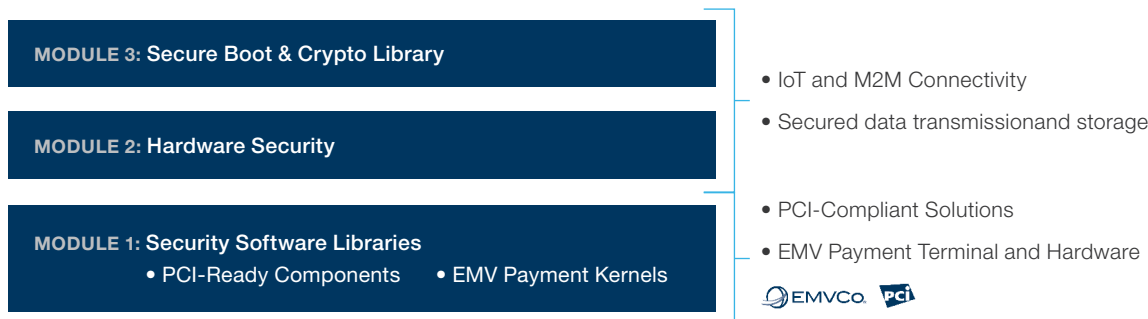 MODULE 3: Secure Boot & Crypto Library
MODULE 2: Hardware Security
MODULE 1: Security Software Libraries
• PCI-Ready Components • EMV Payment Kernels
• IoT and M2M Connectivity
• Secured data transmissionand storage
• PCI-Compliant Solutions
• EMV Payment Terminal and Hardware
EMVCo. PCi